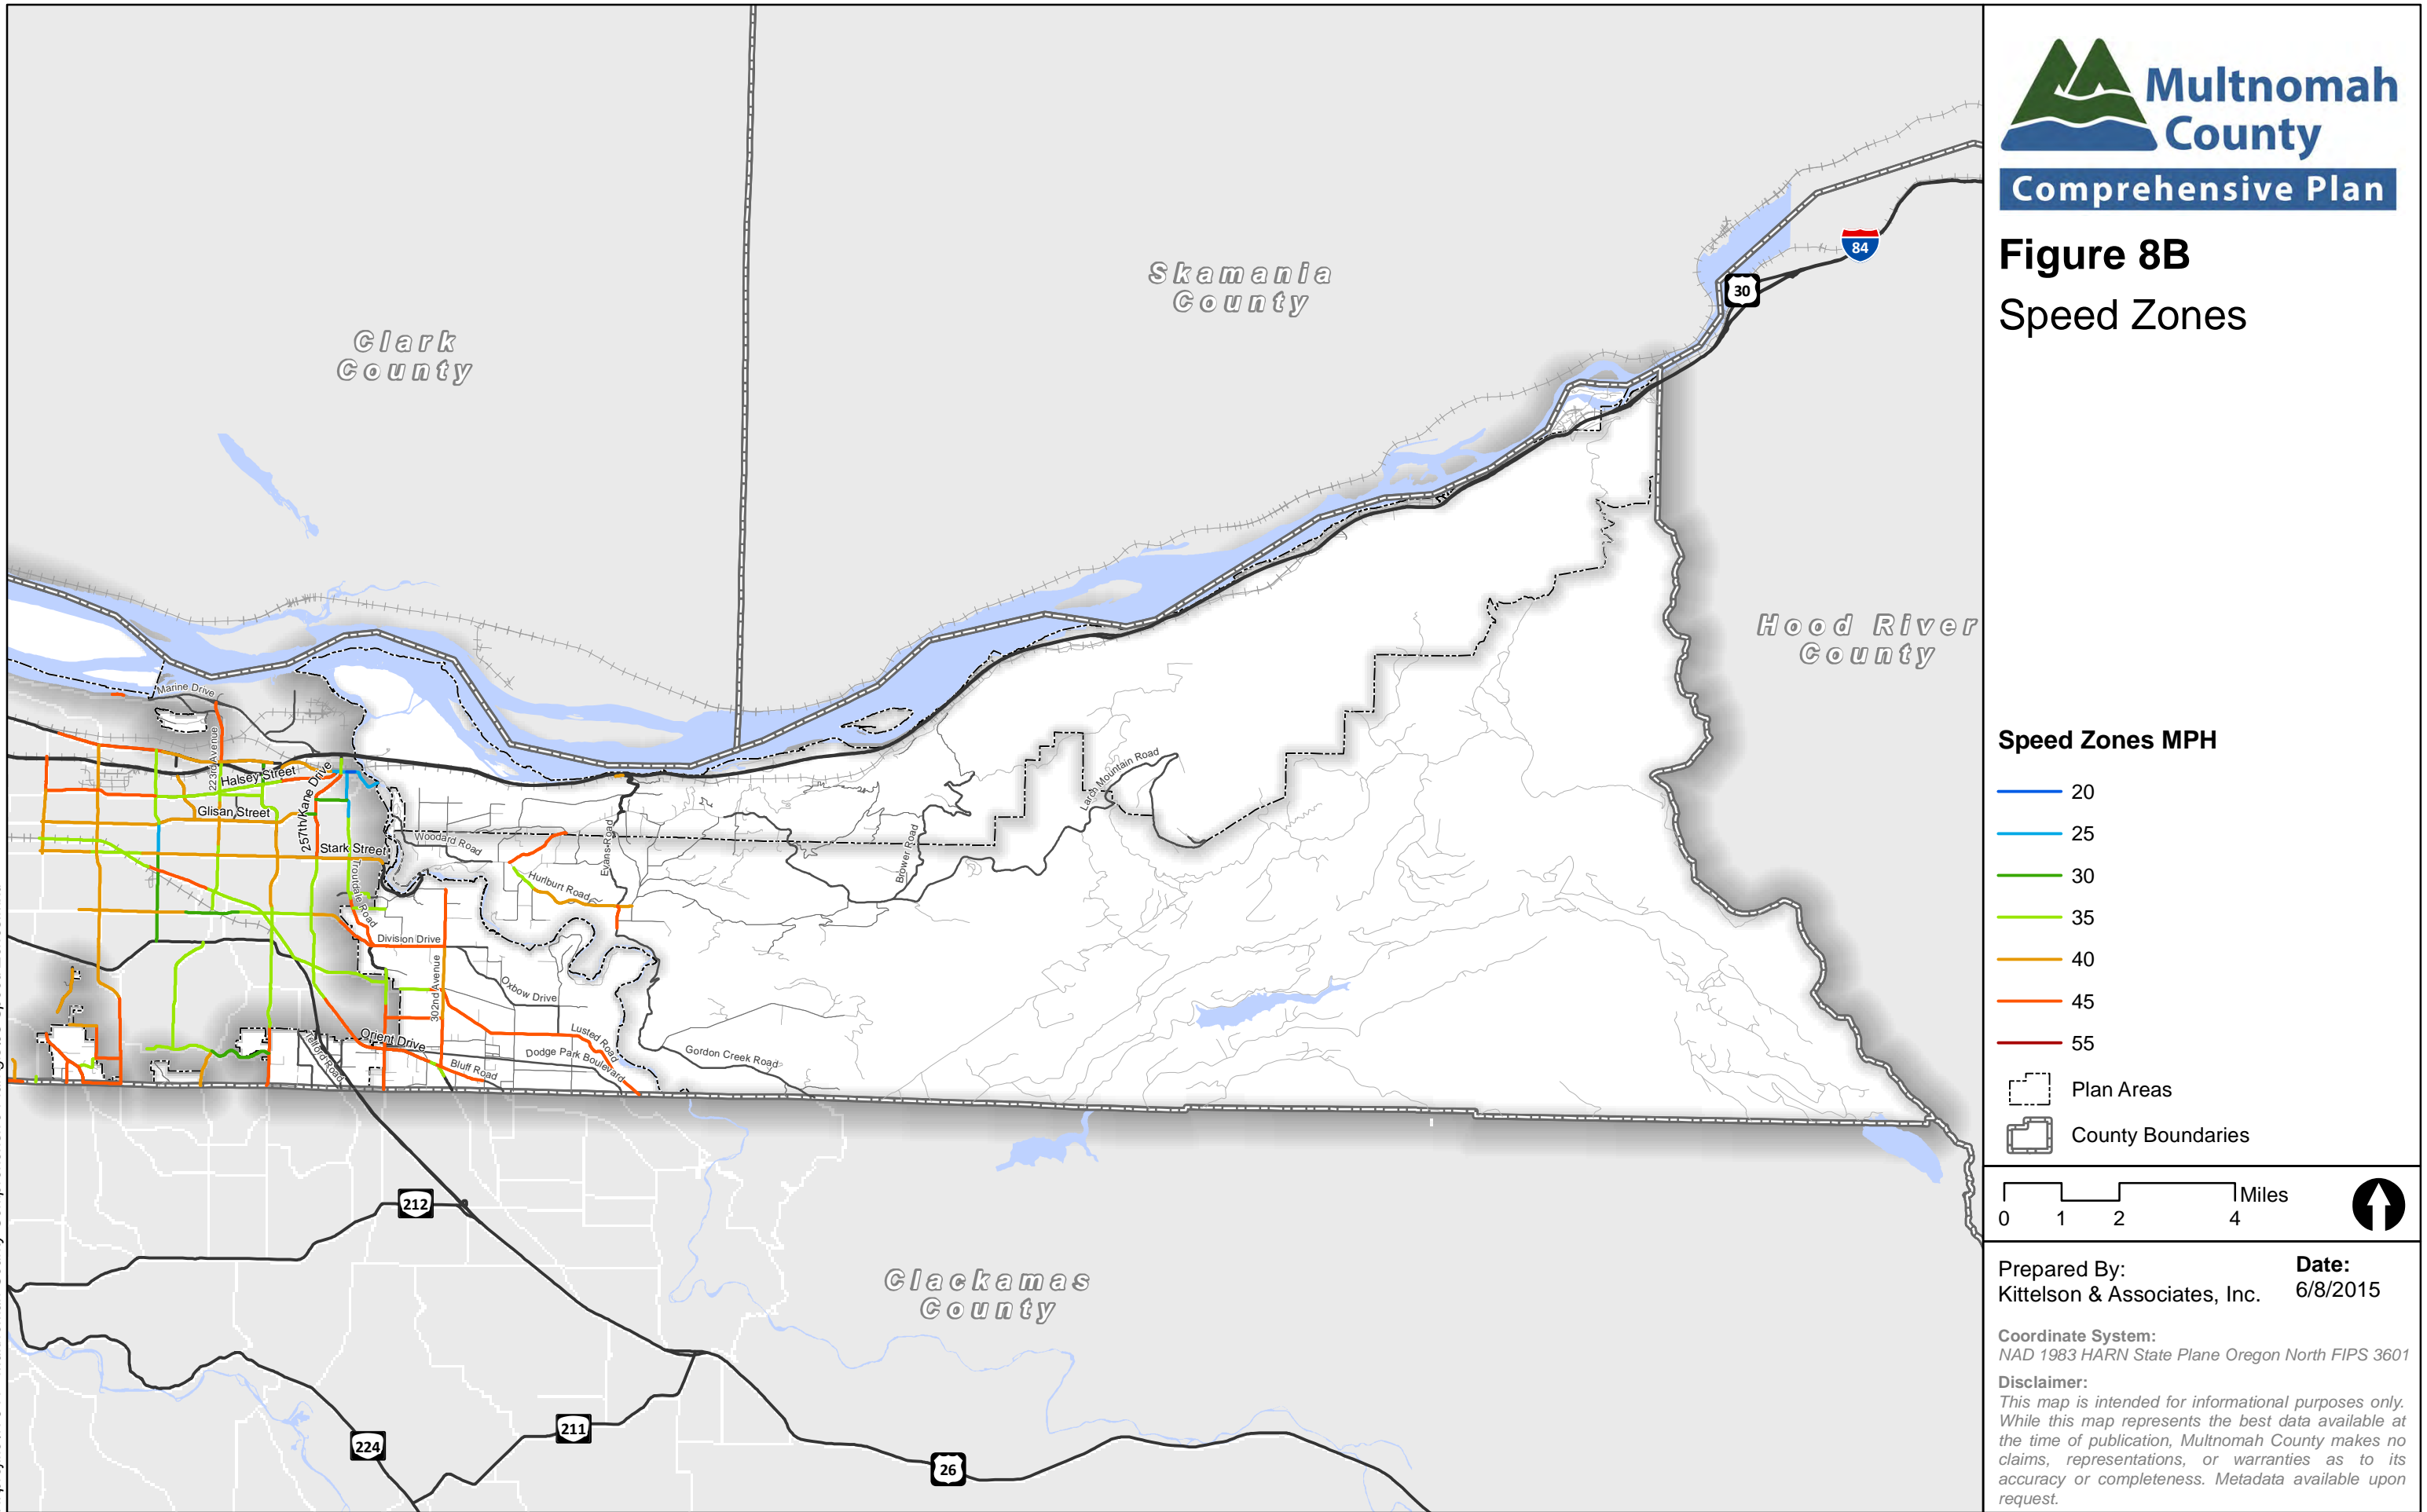 Multnomah
County
Comprehensive Plan
Figure 8B
Speed Zones
Clark
County
Skamania
County
Hood River
County
Clackamas
County
84
30
212
224
211
26
Marine Drive
223rd Avenue
Halsey Street
257th/Kane Drive
Glisan Street
Stark Street
Troutdale Road
Woodard Road
Hurlburt Road
Evans Road
Brower Road
Larch Mountain Road
Division Drive
302nd Avenue
Oxbow Drive
Orient Drive
Telford Road
Lusted Road
Dodge Park Boulevard
Bluff Road
Gordon Creek Road
Speed Zones MPH
20
25
30
35
40
45
55
Plan Areas
County Boundaries
Miles
0 1 2 4
Prepared By:
Kittelson & Associates, Inc.
Date:
6/8/2015
Coordinate System:
NAD 1983 HARN State Plane Oregon North FIPS 3601
Disclaimer:
This map is intended for informational purposes only.
While this map represents the best data available at
the time of publication, Multnomah County makes no
claims, representations, or warranties as to its
accuracy or completeness. Metadata available upon
request.